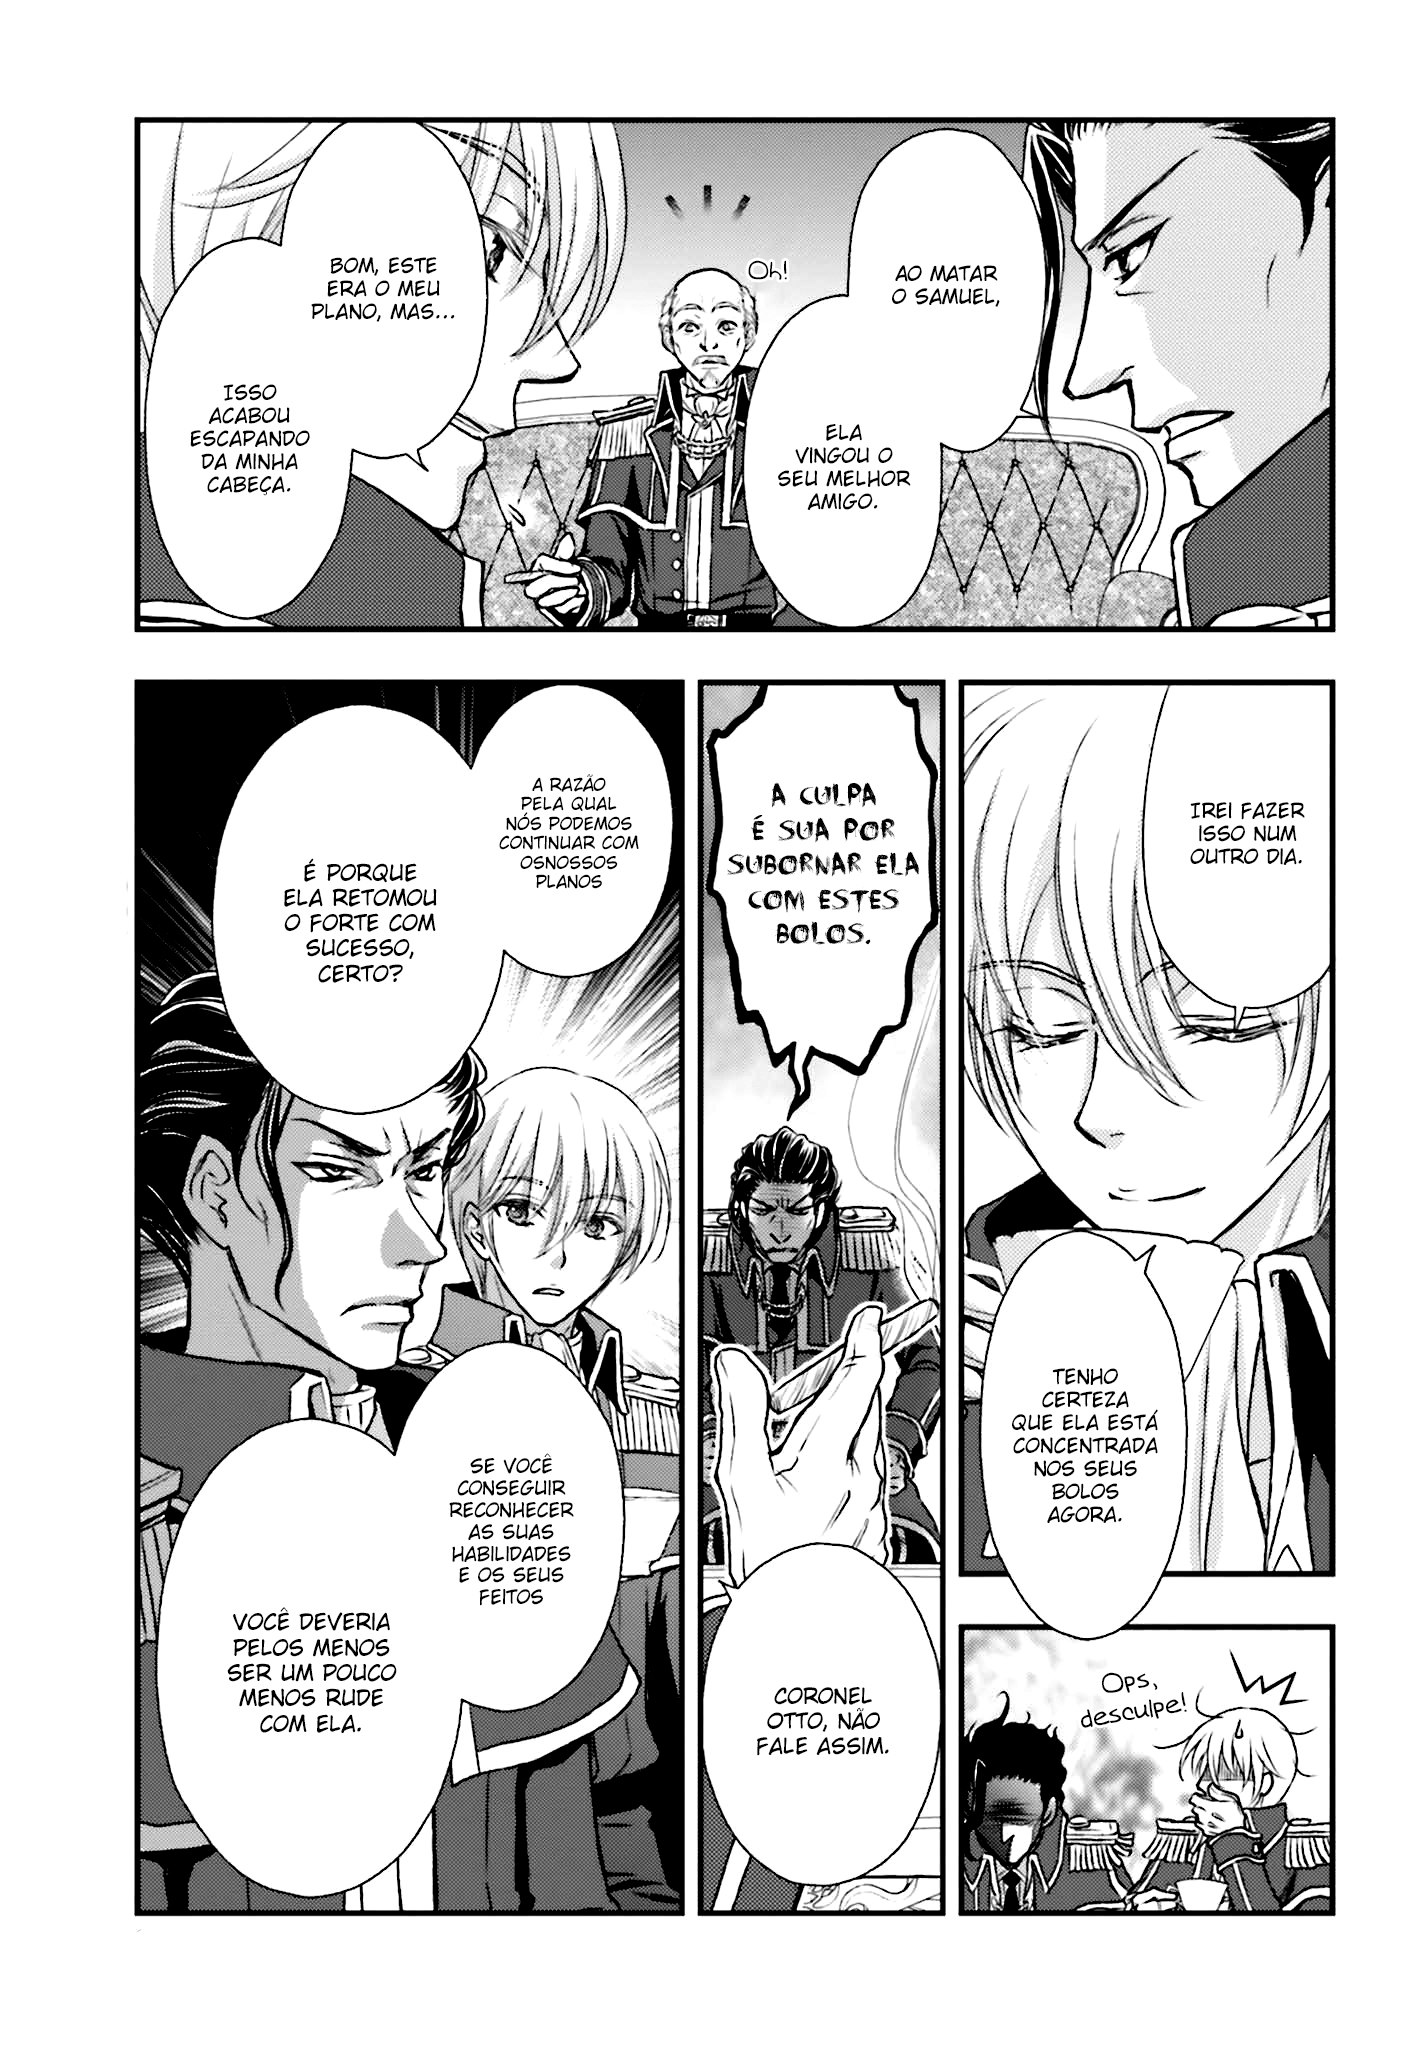 AO MATAR
O SAMUEL,
ELA
VINGOU O
SEU MELHOR
AMIGO.
Oh!
BOM, ESTE
ERA O MEU
PLANO, MAS...
ISSO
ACABOU
ESCAPANDO
DA MINHA
CABEÇA.
IREI FAZER
ISSO NUM
OUTRO DIA.
TENHO
CERTEZA
QUE ELA ESTÁ
CONCENTRADA
NOS SEUS
BOLOS
AGORA.
Ops,
desculpe!
A CULPA
É SUA POR
SUBORNAR ELA
COM ESTES
BOLOS.
CORONEL
OTTO, NÃO
FALE ASSIM.
A RAZÃO
PELA QUAL
NÓS PODEMOS
CONTINUAR COM
OSNOSSOS
PLANOS
É PORQUE
ELA RETOMOU
O FORTE COM
SUCESSO,
CERTO?
SE VOCÊ
CONSEGUIR
RECONHECER
AS SUAS
HABILIDADES
E OS SEUS
FEITOS
VOCÊ DEVERIA
PELOS MENOS
SER UM POUCO
MENOS RUDE
COM ELA.